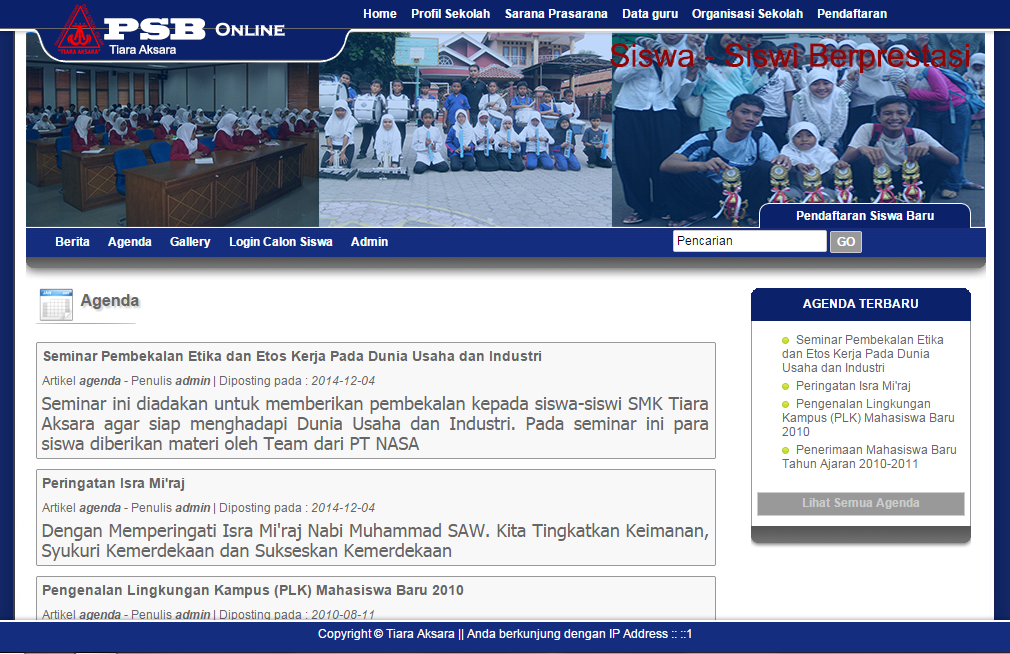 Home Profil Sekolah Sarana Prasarana Data guru Organisasi Sekolah Pendaftaran
PSB ONLINE
Tiara Aksara
"TIARA AKSARA"
Siswa - Siswi Berprestasi
Pendaftaran Siswa Baru
Berita Agenda Gallery Login Calon Siswa Admin
Pencarian GO
Agenda
Seminar Pembekalan Etika dan Etos Kerja Pada Dunia Usaha dan Industri
Artikel agenda - Penulis admin | Diposting pada : 2014-12-04
Seminar ini diadakan untuk memberikan pembekalan kepada siswa-siswi SMK Tiara
Aksara agar siap menghadapi Dunia Usaha dan Industri. Pada seminar ini para
siswa diberikan materi oleh Team dari PT NASA
Peringatan Isra Mi'raj
Artikel agenda - Penulis admin | Diposting pada : 2014-12-04
Dengan Memperingati Isra Mi'raj Nabi Muhammad SAW. Kita Tingkatkan Keimanan,
Syukuri Kemerdekaan dan Sukseskan Kemerdekaan
Pengenalan Lingkungan Kampus (PLK) Mahasiswa Baru 2010
Artikel agenda - Penulis admin | Diposting pada : 2010-08-11
AGENDA TERBARU
Seminar Pembekalan Etika
dan Etos Kerja Pada Dunia
Usaha dan Industri
Peringatan Isra Mi'raj
Pengenalan Lingkungan
Kampus (PLK) Mahasiswa Baru
2010
Penerimaan Mahasiswa Baru
Tahun Ajaran 2010-2011
Lihat Semua Agenda
Copyright © Tiara Aksara || Anda berkunjung dengan IP Address :: ::1